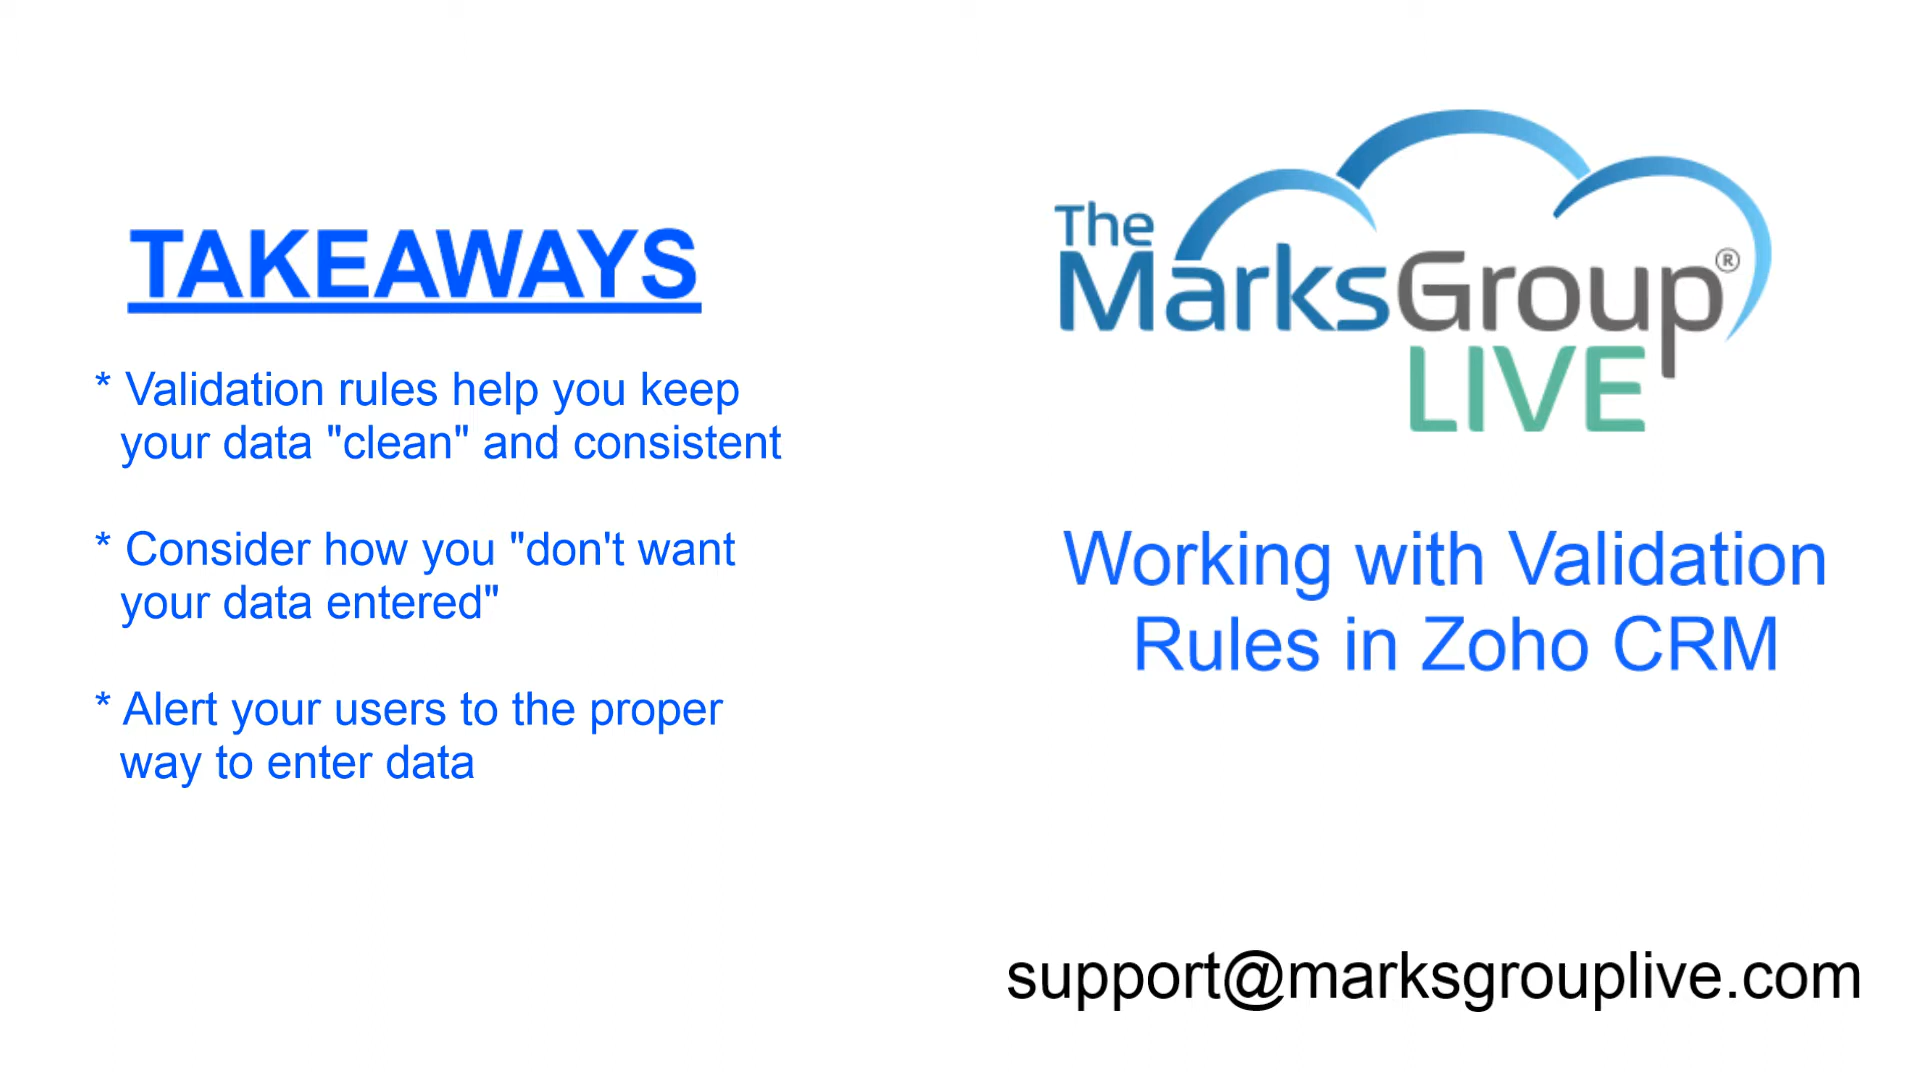 TAKEAWAYS
* Validation rules help you keep
your data "clean" and consistent
* Consider how you "don't want
your data entered"
* Alert your users to the proper
way to enter data
The
MarksGroup®
LIVE
Working with Validation
Rules in Zoho CRM
support@marksgrouplive.com